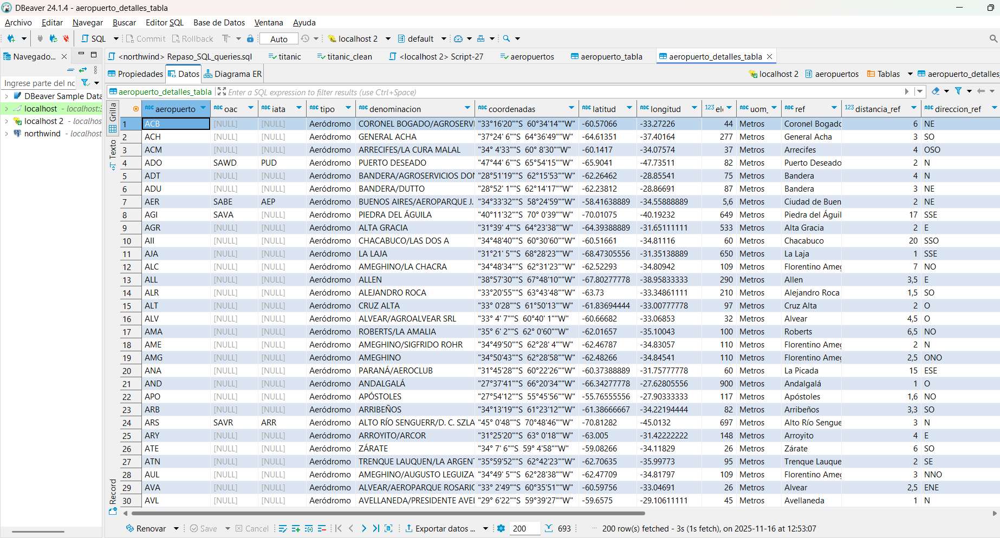 DBeaver 24.1.4 - aeropuerto_detalles_tabla
Archivo Editar Navegar Buscar Editor SQL Base de Datos Ventana Ayuda
SQL Commit Rollback Auto localhost 2 default
Navegado... <northwind> Repaso_SQL_queries.sql titanic titanic_clean <localhost 2> Script-27 aeropuertos aeropuerto_tabla aeropuerto_detalles_tabla
Propiedades Datos Diagrama ER localhost 2 aeropuertos Tablas aeropuerto_detalles
Ingrese parte del nc
aeropuerto_detalles_tabla Enter a SQL expression to filter results (use Ctrl+Space)
DBeaver Sample Data
localhost - localhost:3
localhost 2 - localhos
northwind - localhost
Grilla
Texto
Record
ABC aeropuerto ABC oac ABC iata ABC tipo ABC denominacion ABC coordenadas ABC latitud ABC longitud 123 ele ABC uom_ ABC ref 123 distancia_ref ABC direccion_ref
1 ACB [NULL] [NULL] Aeródromo CORONEL BOGADO/AGROSERVI "33°16'20""S 60°34'14""W" -60.57066 -33.27226 44 Metros Coronel Bogado 6 NE
2 ACH [NULL] [NULL] Aeródromo GENERAL ACHA "37°24' 6""S 64°36'49""W" -64.61351 -37.40164 277 Metros General Acha 3 SO
3 ACM [NULL] [NULL] Aeródromo ARRECIFES/LA CURA MALAL "34° 4'33""S 60° 8'30""W" -60.1417 -34.07574 37 Metros Arrecifes 4 OSO
4 ADO SAWD PUD Aeródromo PUERTO DESEADO "47°44' 6""S 65°54'15""W" -65.9041 -47.73511 82 Metros Puerto Deseado 2 N
5 ADT [NULL] [NULL] Aeródromo BANDERA/AGROSERVICIOS DON "28°51'19""S 62°15'53""W" -62.26462 -28.85541 75 Metros Bandera 4 N
6 ADU [NULL] [NULL] Aeródromo BANDERA/DUTTO "28°52' 1""S 62°14'17""W" -62.23812 -28.86691 87 Metros Bandera 3 NE
7 AER SABE AEP Aeródromo BUENOS AIRES/AEROPARQUE J. "34°33'32""S 58°24'59""W" -58.41638889 -34.55888889 5,6 Metros Ciudad de Buen 2 NE
8 AGI SAVA [NULL] Aeródromo PIEDRA DEL ÁGUILA "40°11'32""S 70° 0'39""W" -70.01075 -40.19232 649 Metros Piedra del Águil 17 SSE
9 AGR [NULL] [NULL] Aeródromo ALTA GRACIA "31°39' 4""S 64°23'38""W" -64.39388889 -31.65111111 533 Metros Alta Gracia 2 E
10 AII [NULL] [NULL] Aeródromo CHACABUCO/LAS DOS A "34°48'40""S 60°30'60""W" -60.51661 -34.81116 60 Metros Chacabuco 20 SSO
11 AJA [NULL] [NULL] Aeródromo LA LAJA "31°21' 5""S 68°28'23""W" -68.47305556 -31.35138889 650 Metros La Laja 1 SSE
12 ALC [NULL] [NULL] Aeródromo AMEGHINO/LA CHACRA "34°48'34""S 62°31'23""W" -62.52293 -34.80942 109 Metros Florentino Ameg 7 NO
13 ALL [NULL] [NULL] Aeródromo ALLEN "38°57'30""S 67°48'10""W" -67.80277778 -38.95833333 290 Metros Allen 3,5 E
14 ALR [NULL] [NULL] Aeródromo ALEJANDRO ROCA "33°20'55""S 63°43'48""W" -63.73 -33.34861111 210 Metros Alejandro Roca 1,5 SO
15 ALT [NULL] [NULL] Aeródromo CRUZ ALTA "33° 0'28""S 61°50'13""W" -61.83694444 -33.00777778 97 Metros Cruz Alta 2 O
16 ALV [NULL] [NULL] Aeródromo ALVEAR/AGROALVEAR SRL "33° 4' 7""S 60°40' 1""W" -60.66682 -33.06853 32 Metros Alvear 4,5 O
17 AMA [NULL] [NULL] Aeródromo ROBERTS/LA AMALIA "35° 6' 2""S 62° 0'60""W" -62.01657 -35.10043 100 Metros Roberts 6,5 NO
18 AME [NULL] [NULL] Aeródromo AMEGHINO/SIGFRIDO ROHR "34°49'50""S 62°28' 4""W" -62.46787 -34.83057 110 Metros Florentino Ameg 2 N
19 AMG [NULL] [NULL] Aeródromo AMEGHINO "34°50'43""S 62°28'58""W" -62.48266 -34.84541 110 Metros Florentino Ameg 2,5 ONO
20 ANA [NULL] [NULL] Aeródromo PARANÁ/AEROCLUB "31°45'28""S 60°22'26""W" -60.37388889 -31.75777778 60 Metros La Picada 15 ESE
21 AND [NULL] [NULL] Aeródromo ANDALGALÁ "27°37'41""S 66°20'34""W" -66.34277778 -27.62805556 900 Metros Andalgalá 1 O
22 APO [NULL] [NULL] Aeródromo APÓSTOLES "27°54'12""S 55°45'56""W" -55.76555556 -27.90333333 117 Metros Apóstoles 1,6 NO
23 ARB [NULL] [NULL] Aeródromo ARRIBEÑOS "34°13'19""S 61°23'12""W" -61.38666667 -34.22194444 82 Metros Arribeños 3,3 SO
24 ARS SAVR ARR Aeródromo ALTO RÍO SENGUERR/D. C. SZLA "45° 0'48""S 70°48'46""W" -70.81282 -45.0132 697 Metros Alto Río Sengue 3 N
25 ARY [NULL] [NULL] Aeródromo ARROYITO/ARCOR "31°25'20""S 63° 0'18""W" -63.005 -31.42222222 148 Metros Arroyito 4 E
26 ATE [NULL] [NULL] Aeródromo ZÁRATE "34° 7' 6""S 59° 4'58""W" -59.08266 -34.11829 26 Metros Zárate 6 SO
27 ATN [NULL] [NULL] Aeródromo TRENQUE LAUQUEN/LA ARGENT "35°59'52""S 62°42'23""W" -62.70635 -35.99773 95 Metros Trenque Lauque 2 SE
28 AUL [NULL] [NULL] Aeródromo AMEGHINO/AUGUSTO LEGUIZA "34°49' 5""S 62°28'38""W" -62.47709 -34.81797 109 Metros Florentino Ameg 3 NNO
29 AVA [NULL] [NULL] Aeródromo ALVEAR/AEROPARQUE ROSARIO "33° 2'49""S 60°35'51""W" -60.59756 -33.04691 26 Metros Alvear 2,5 ENE
30 AVL [NULL] [NULL] Aeródromo AVELLANEDA/PRESIDENTE AVEL "29° 6'22""S 59°39'27""W" -59.6575 -29.10611111 45 Metros Avellaneda 1 N
Renovar Save Cancel Exportar datos ... 200 693 200 row(s) fetched - 3s (1s fetch), on 2025-11-16 at 12:53:07